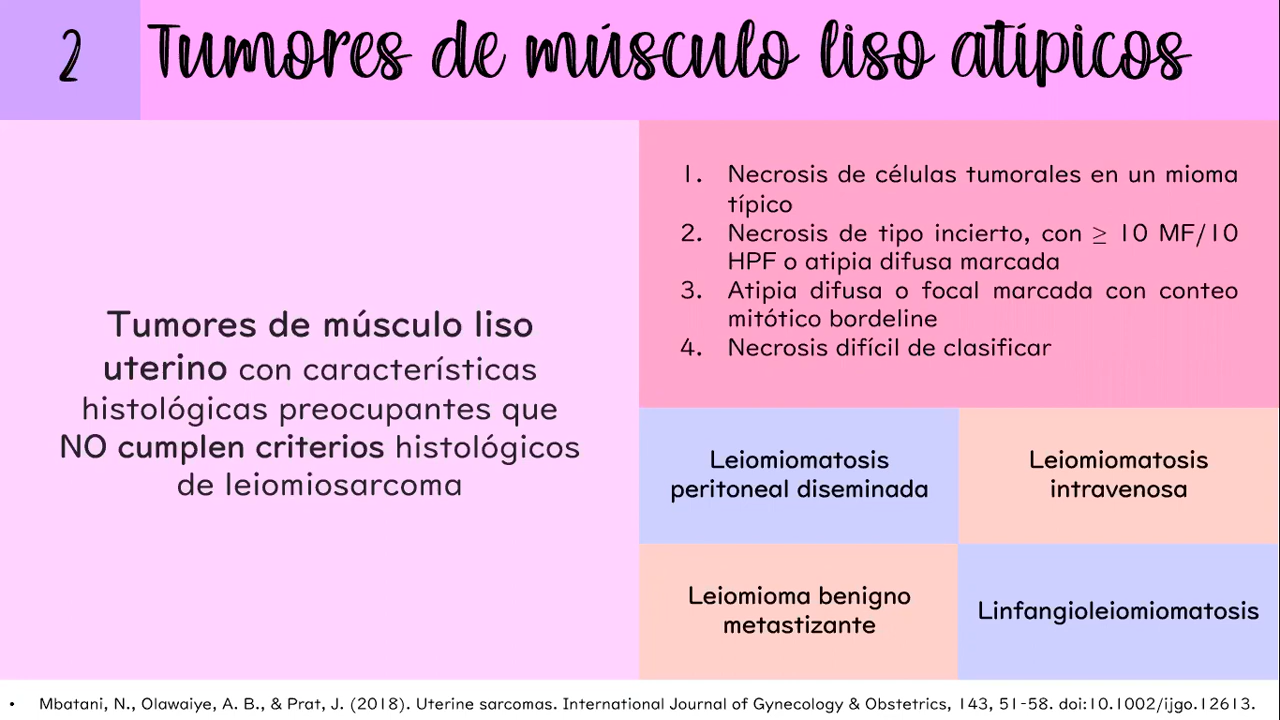 2
Tumores de músculo liso atípicos
Tumores de músculo liso
uterino con características
histológicas preocupantes que
NO cumplen criterios histológicos
de leiomiosarcoma
1. Necrosis de células tumorales en un mioma
típico
2. Necrosis de tipo incierto, con ≥ 10 MF/10
HPF o atipia difusa marcada
3. Atipia difusa o focal marcada con conteo
mitótico bordeline
4. Necrosis difícil de clasificar
Leiomiomatosis
peritoneal diseminada
Leiomiomatosis
intravenosa
Leiomioma benigno
metastizante
Linfangioleiomiomatosis
• Mbatani, N., Olawaiye, A. B., & Prat, J. (2018). Uterine sarcomas. International Journal of Gynecology & Obstetrics, 143, 51-58. doi:10.1002/ijgo.12613.